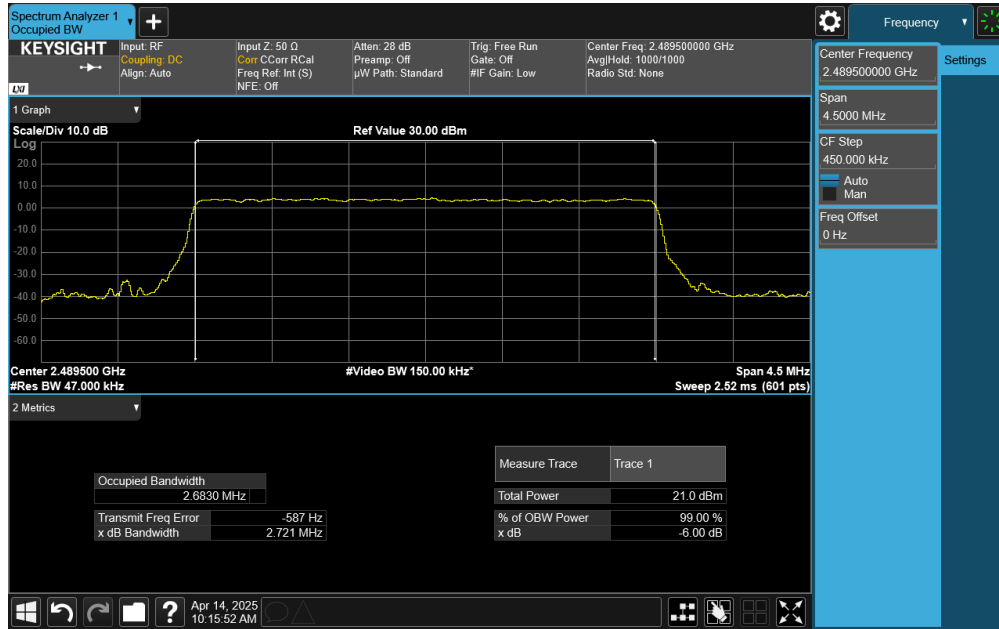 Spectrum Analyzer 1
Occupied BW
Frequency
KEYSIGHT
LXI
Input: RF
Coupling: DC
Align: Auto
Input Z: 50 Ω
Corr CCorr RCal
Freq Ref: Int (S)
NFE: Off
Atten: 28 dB
Preamp: Off
µW Path: Standard
Trig: Free Run
Gate: Off
#IF Gain: Low
Center Freq: 2.489500000 GHz
Avg|Hold: 1000/1000
Radio Std: None
Center Frequency
2.489500000 GHz
Settings
Span
4.5000 MHz
CF Step
450.000 kHz
Auto
Man
Freq Offset
0 Hz
1 Graph
Scale/Div 10.0 dB
Ref Value 30.00 dBm
Log
20.0
10.0
0.00
-10.0
-20.0
-30.0
-40.0
-50.0
-60.0
Center 2.489500 GHz
#Video BW 150.00 kHz*
Span 4.5 MHz
#Res BW 47.000 kHz
Sweep 2.52 ms (601 pts)
2 Metrics
Measure Trace Trace 1
Occupied Bandwidth
2.6830 MHz
Total Power 21.0 dBm
Transmit Freq Error -587 Hz
% of OBW Power 99.00 %
x dB Bandwidth 2.721 MHz
x dB -6.00 dB
?
Apr 14, 2025
10:15:52 AM